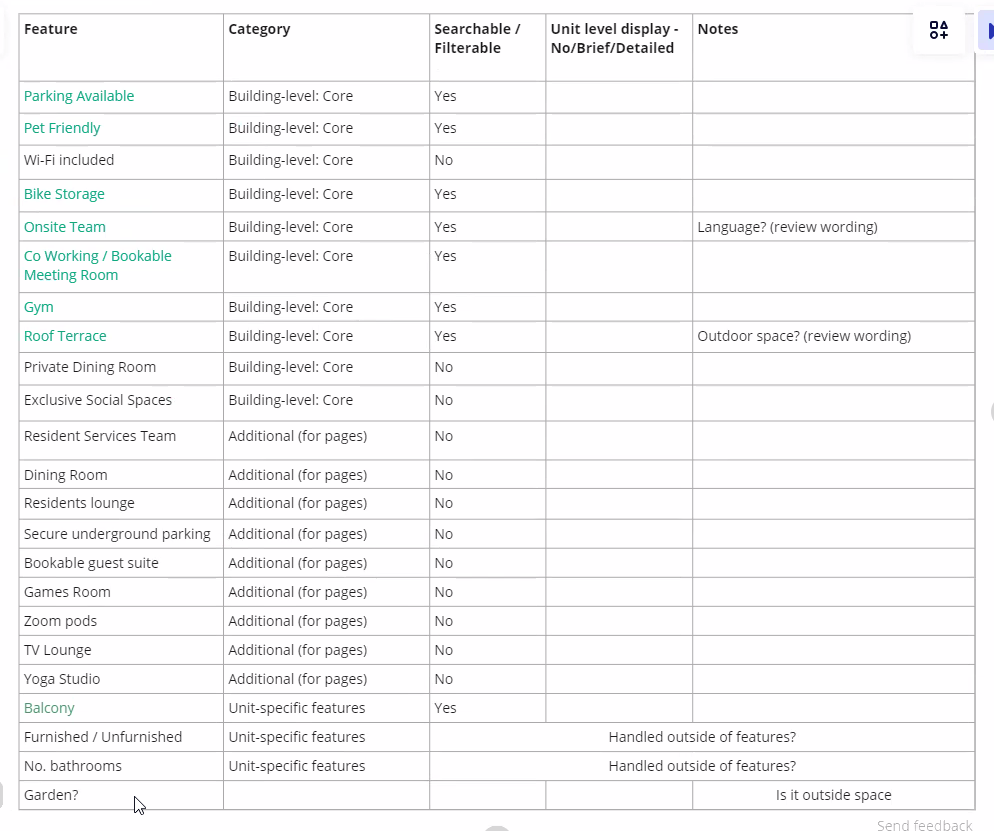 Feature Category Searchable / Filterable Unit level display - No/Brief/Detailed Notes
Parking Available Building-level: Core Yes
Pet Friendly Building-level: Core Yes
Wi-Fi included Building-level: Core No
Bike Storage Building-level: Core Yes
Onsite Team Building-level: Core Yes Language? (review wording)
Co Working / Bookable Meeting Room Building-level: Core Yes
Gym Building-level: Core Yes
Roof Terrace Building-level: Core Yes Outdoor space? (review wording)
Private Dining Room Building-level: Core No
Exclusive Social Spaces Building-level: Core No
Resident Services Team Additional (for pages) No
Dining Room Additional (for pages) No
Residents lounge Additional (for pages) No
Secure underground parking Additional (for pages) No
Bookable guest suite Additional (for pages) No
Games Room Additional (for pages) No
Zoom pods Additional (for pages) No
TV Lounge Additional (for pages) No
Yoga Studio Additional (for pages) No
Balcony Unit-specific features Yes
Furnished / Unfurnished Unit-specific features Handled outside of features?
No. bathrooms Unit-specific features Handled outside of features?
Garden? Is it outside space
Send feedback